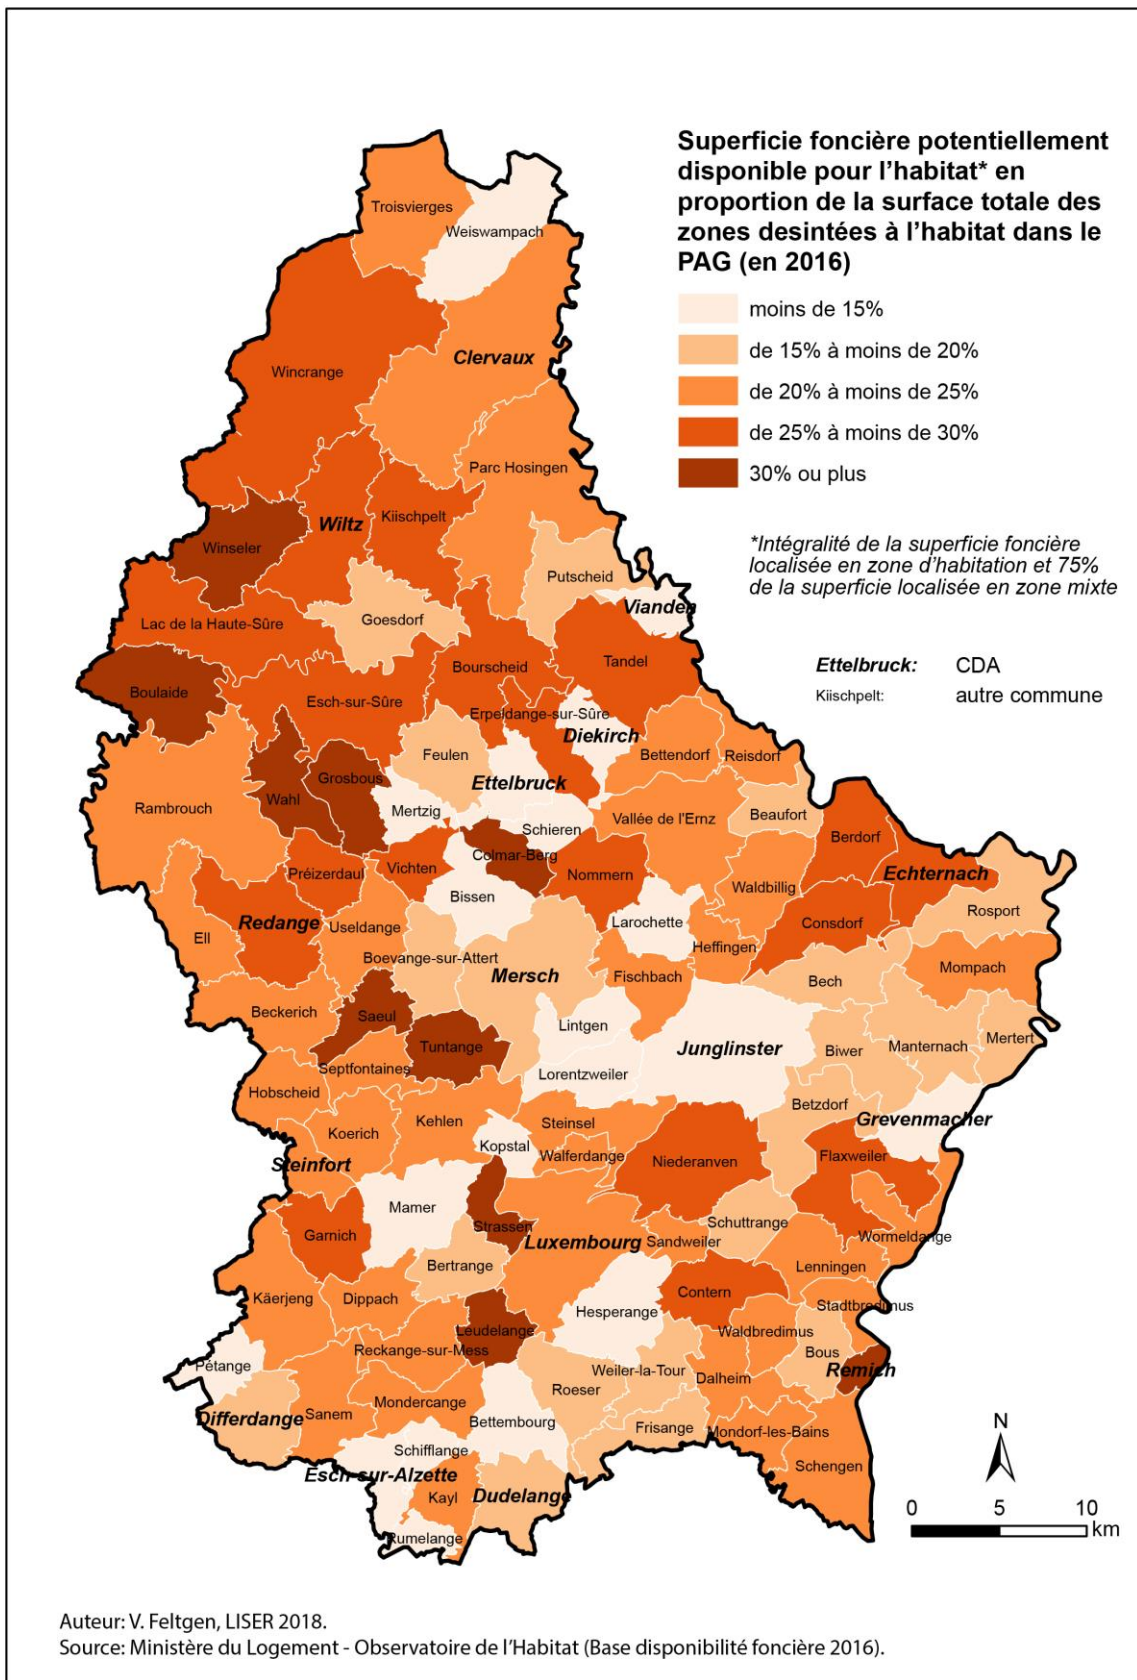 Superficie foncière potentiellement
disponible pour l'habitat* en
proportion de la surface totale des
zones desintées à l'habitat dans le
PAG (en 2016)
moins de 15%
de 15% à moins de 20%
de 20% à moins de 25%
de 25% à moins de 30%
30% ou plus
*Intégralité de la superficie foncière
localisée en zone d'habitation et 75%
de la superficie localisée en zone mixte
Ettelbruck: CDA
Kiischpelt: autre commune
Troisvierges
Weiswampach
Clervaux
Wincrange
Parc Hosingen
Wiltz
Kiischpelt
Winseler
Putscheid
Vianden
Goesdorf
Lac de la Haute-Sûre
Tandel
Bourscheid
Boulaide
Esch-sur-Sûre
Erpeldange-sur-Sûre
Diekirch
Feulen
Bettendorf
Reisdorf
Ettelbruck
Grosbous
Wahl
Rambrouch
Mertzig
Schieren
Vallée de l'Ernz
Beaufort
Berdorf
Colmar-Berg
Préizerdaul
Vichten
Nommern
Echternach
Waldbillig
Bissen
Rosport
Redange
Useldange
Larochette
Consdorf
Ell
Heffingen
Boevange-sur-Attert
Mersch
Fischbach
Bech
Mompach
Beckerich
Saeul
Lintgen
Tuntange
Junglinster
Biwer
Manternach
Mertert
Septfontaines
Lorentzweiler
Hobscheid
Betzdorf
Kehlen
Steinsel
Grevenmacher
Koerich
Kopstal
Walferdange
Niederanven
Flaxweiler
Steinfort
Mamer
Strassen
Schuttrange
Garnich
Luxembourg
Sandweiler
Wormeldange
Bertrange
Lenningen
Contern
Käerjeng
Dippach
Hesperange
Stadtbredimus
Leudelange
Waldbredimus
Reckange-sur-Mess
Bous
Pétange
Weiler-la-Tour
Remich
Dalheim
Roeser
Mondercange
Differdange
Sanem
Bettembourg
Frisange
Mondorf-les-Bains
Schifflange
Schengen
Esch-sur-Alzette
Kayl
Dudelange
Rumelange
N
0 5 10
km
Auteur: V. Feltgen, LISER 2018.
Source: Ministère du Logement - Observatoire de l'Habitat (Base disponibilité foncière 2016).